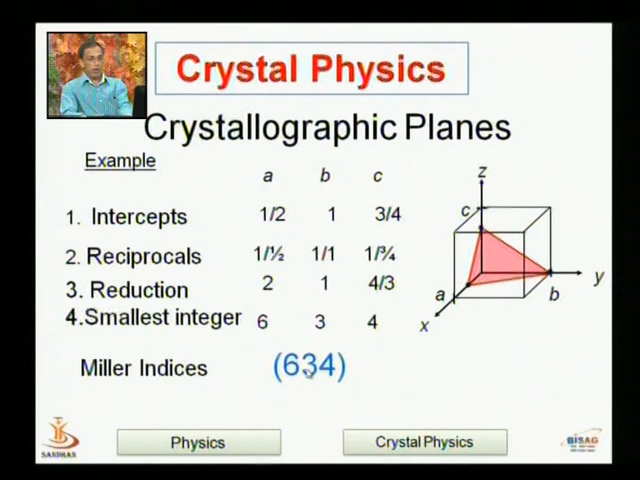 Crystal Physics
Crystallographic Planes
Example
a b c
1. Intercepts 1/2 1 3/4
2. Reciprocals 1/½ 1/1 1/¾
3. Reduction 2 1 4/3
4.Smallest integer 6 3 4
Miller Indices (634)
z
c
y
a
b
x
Physics
Crystal Physics
SANDHAN
BISAG